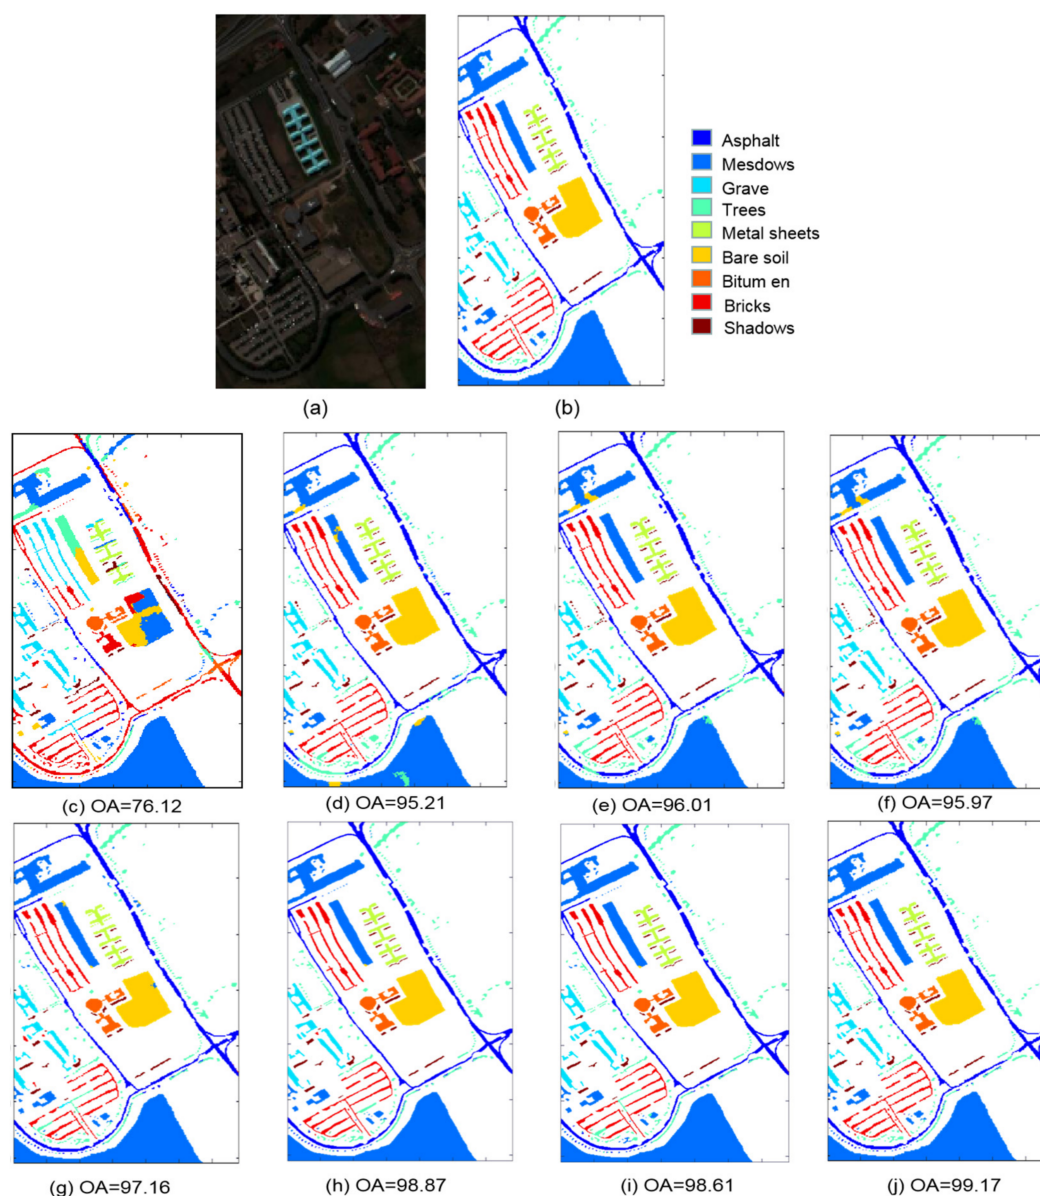 Asphalt
Mesdows
Grave
Trees
Metal sheets
Bare soil
Bitum en
Bricks
Shadows
(a)
(b)
(c) OA=76.12
(d) OA=95.21
(e) OA=96.01
(f) OA=95.97
(g) OA=97.16
(h) OA=98.87
(i) OA=98.61
(j) OA=99.17